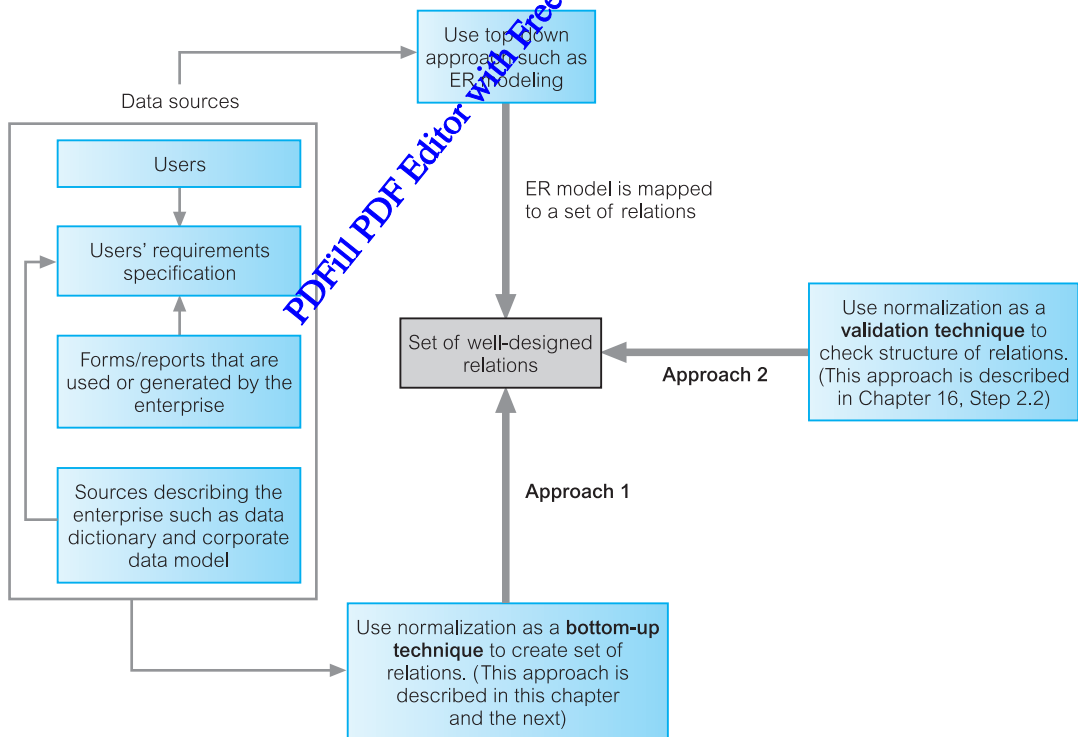 Use top-down
approach such as
ER modeling
Data sources
Users
Users’ requirements
specification
Forms/reports that are
used or generated by the
enterprise
Sources describing the
enterprise such as data
dictionary and corporate
data model
ER model is mapped
to a set of relations
Set of well-designed
relations
Approach 2
Use normalization as a
validation technique to
check structure of relations.
(This approach is described
in Chapter 16, Step 2.2)
Approach 1
Use normalization as a bottom-up
technique to create set of
relations. (This approach is
described in this chapter
and the next)
PDFill PDF Editor with Free